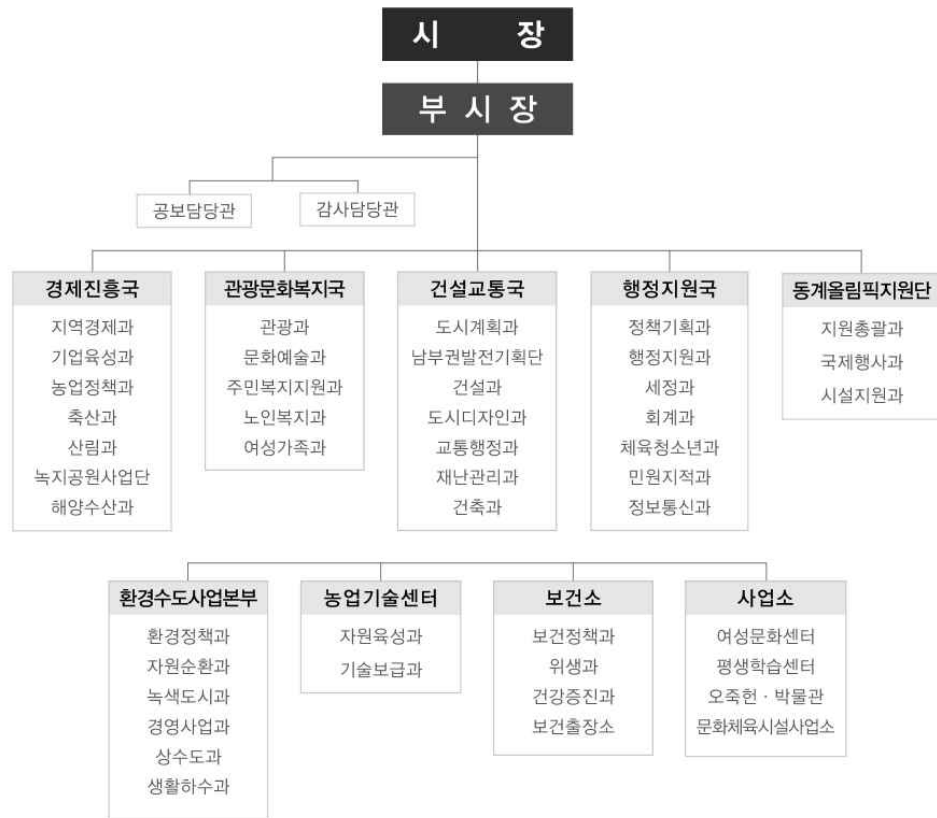 시 장
부 시 장
공보담당관
감사담당관
경제진흥국
지역경제과
기업육성과
농업정책과
축산과
산림과
녹지공원사업단
해양수산과
관광문화복지국
관광과
문화예술과
주민복지지원과
노인복지과
여성가족과
건설교통국
도시계획과
남부권발전기획단
건설과
도시디자인과
교통행정과
재난관리과
건축과
행정지원국
정책기획과
행정지원과
세정과
회계과
체육청소년과
민원지적과
정보통신과
동계올림픽지원단
지원총괄과
국제행사과
시설지원과
환경수도사업본부
환경정책과
자원순환과
녹색도시과
경영사업과
상수도과
생활하수과
농업기술센터
자원육성과
기술보급과
보건소
보건정책과
위생과
건강증진과
보건출장소
사업소
여성문화센터
평생학습센터
오죽헌 · 박물관
문화체육시설사업소